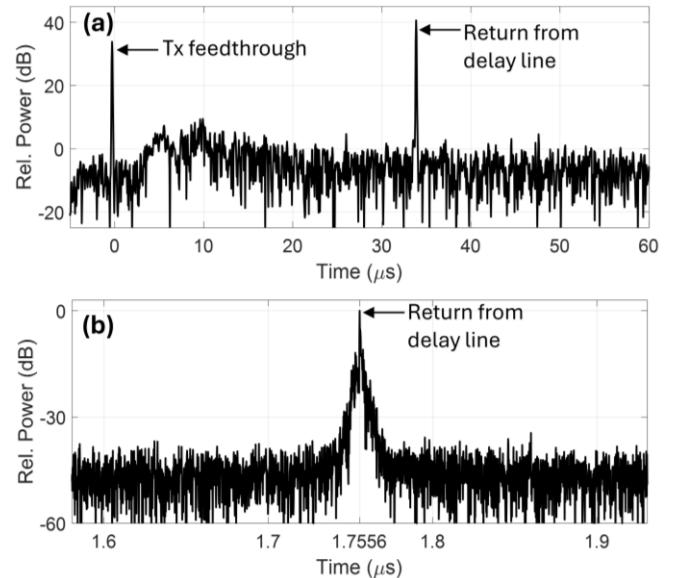 (a)
Tx feedthrough
Return from
delay line
Rel. Power (dB)
40
20
0
-20
0 10 20 30 40 50 60
Time (μs)
(b)
Return from
delay line
Rel. Power (dB)
0
-30
-60
1.6 1.7 1.7556 1.8 1.9
Time (μs)